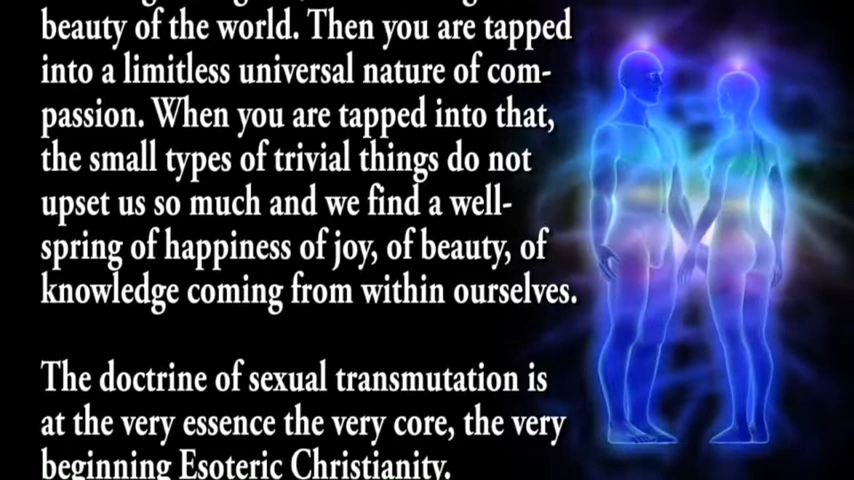 beauty of the world. Then you are tapped
into a limitless universal nature of com-
passion. When you are tapped into that,
the small types of trivial things do not
upset us so much and we find a well-
spring of happiness of joy, of beauty, of
knowledge coming from within ourselves.
The doctrine of sexual transmutation is
at the very essence the very core, the very
beginning Esoteric Christianity.